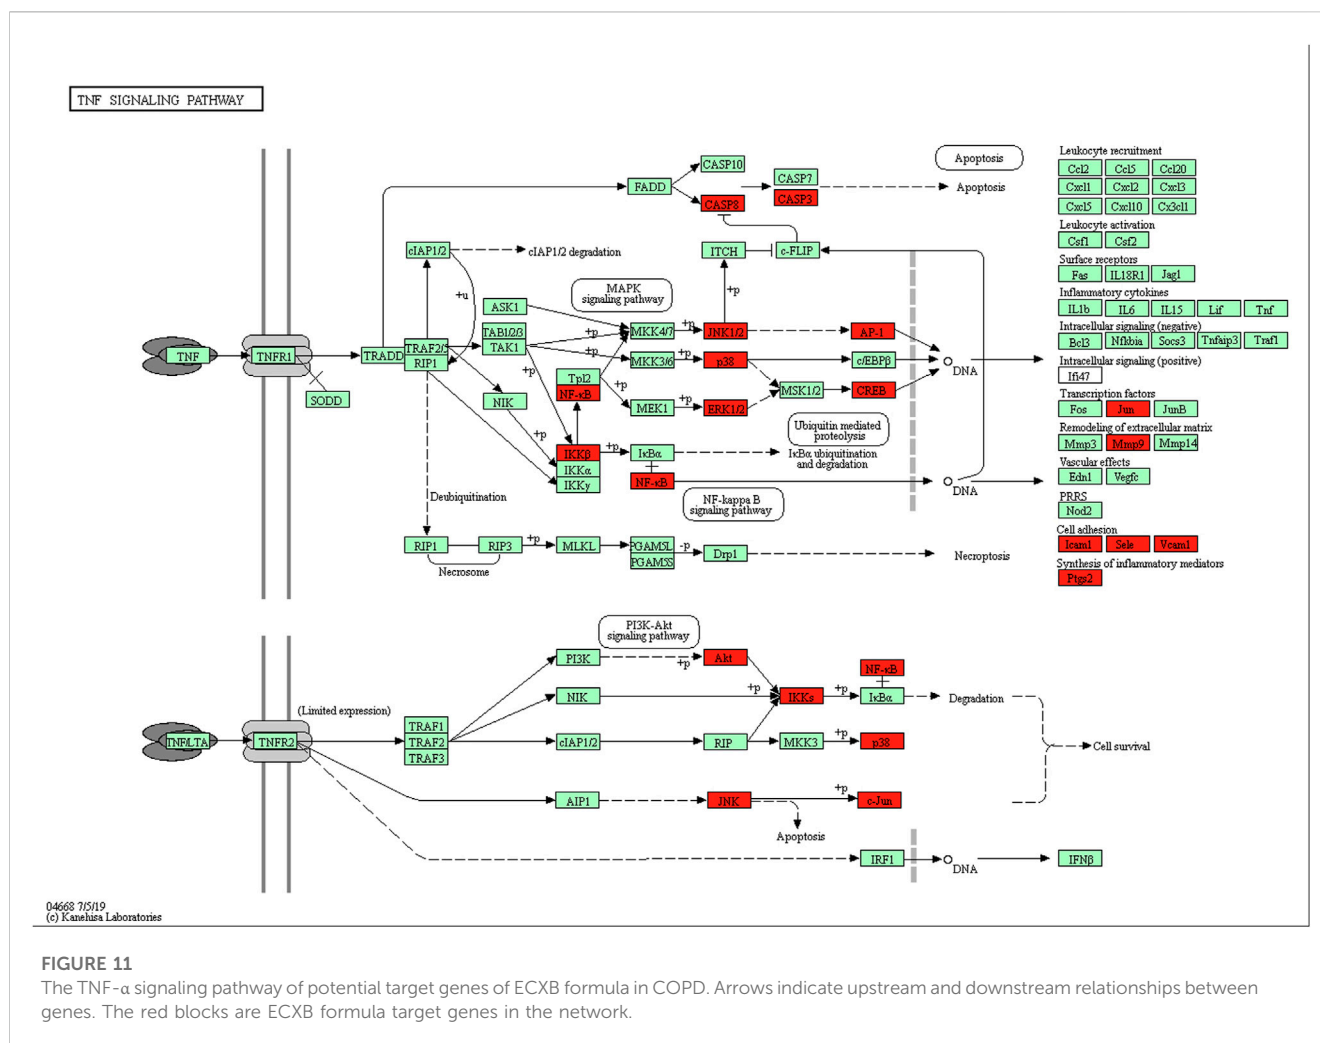 TNF SIGNALING PATHWAY
Apoptosis
Leukocyte recruitment
Ccl2 Ccl5 Ccl20
Cxcl1 Cxcl2 Cxcl3
Cxcl5 Cxcl10 Cx3cl1
Leukocyte activation
Csf1 Csf2
Surface receptors
Fas IL18R1 Jag1
Inflammatory cytokines
IL1b IL6 IL15 Lif Tnf
Intracellular signaling (negative)
Bcl3 Nfkbia Socs3 Tnfaip3 Traf1
Intracellular signaling (positive)
Ifi47
Transcription factors
Fos Jun JunB
Remodeling of extracellular matrix
Mmp3 Mmp9 Mmp14
Vascular effects
Edn1 Vegfc
PRRS
Nod2
Cell adhesion
Icam1 Sele Vcam1
Synthesis of inflammatory mediators
Ptgs2
CASP10
FADD
CASP8
CASP7
CASP3
Apoptosis
cIAP1/2
cIAP1/2 degradation
ITCH
c-FLIP
+u
+p
MAPK
signaling pathway
ASK1
TAB1/2/3
TAK1
+p
+p
+p
MKK4/7
+p
JNK1/2
AP-1
TNF
TNFR1
TRADD
TRAF2/5
RIP1
SODD
MKK3/6
+p
p38
c/EBPβ
DNA
Tpl2
NF-κB
+p
MEK1
+p
ERK1/2
MSK1/2
CREB
NIK
+p
IKKβ
IKKα
IKKγ
+p
IκBα
Ubiquitin mediated
proteolysis
IκBα ubiquitination
and degradation
NF-κB
DNA
NF-kappa B
signaling pathway
Deubiquitination
RIP1
RIP3
+p
MLKL
PGAM5L
PGAM5S
-p
Drp1
Necroptosis
Necrosome
PI3K-Akt
signaling pathway
PI3K
+p
Akt
NF-κB
NIK
+p
IKKs
+p
IκBα
Degradation
(Limited expression)
TNF/LTA
TNFR2
TRAF1
TRAF2
TRAF3
cIAP1/2
RIP
MKK3
+p
p38
Cell survival
AIP1
JNK
+p
c-Jun
Apoptosis
IRF1
DNA
IFNβ
04668 7/5/19
(c) Kanehisa Laboratories
FIGURE 11
The TNF-α signaling pathway of potential target genes of ECXB formula in COPD. Arrows indicate upstream and downstream relationships between
genes. The red blocks are ECXB formula target genes in the network.